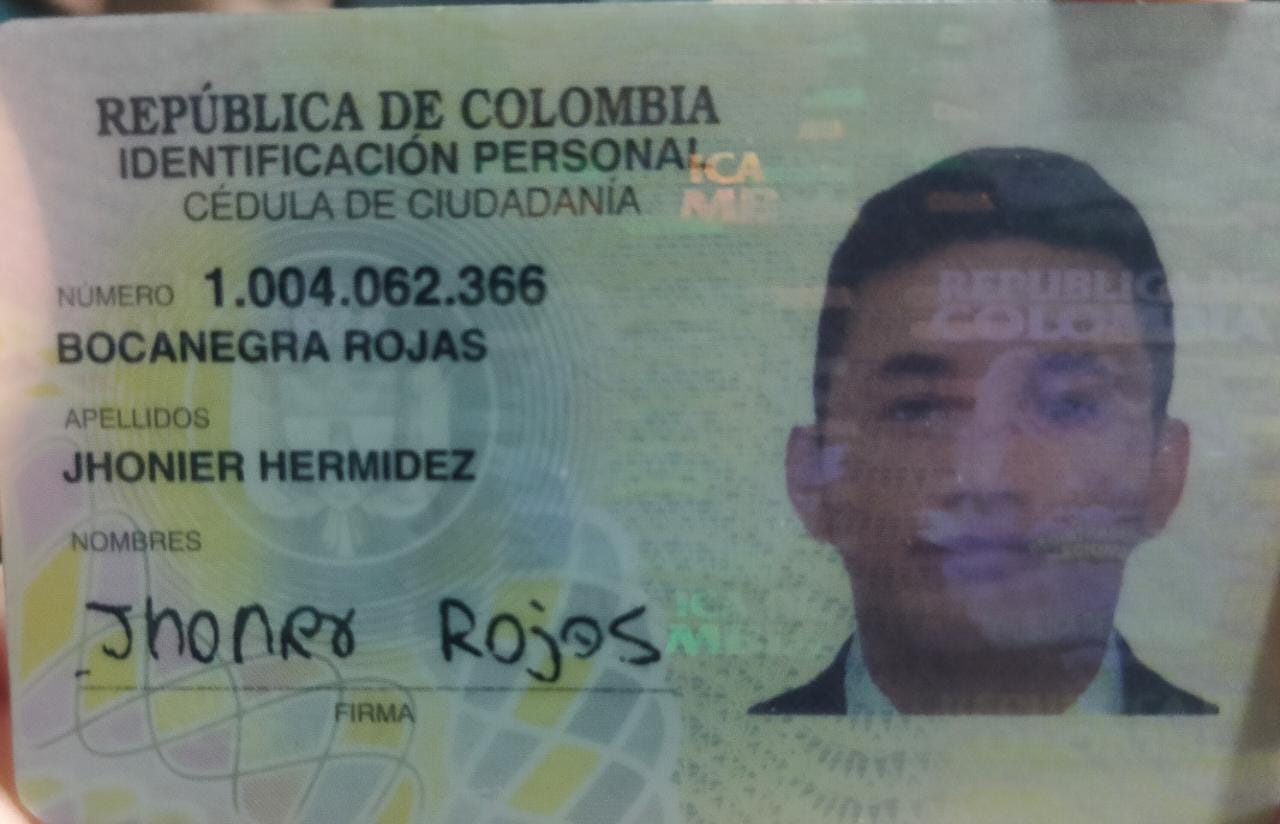 REPÚBLICA DE COLOMBIA
IDENTIFICACIÓN PERSONAL
CÉDULA DE CIUDADANÍA
NÚMERO 1.004.062.366
BOCANEGRA ROJAS
APELLIDOS
JHONIER HERMIDEZ
NOMBRES
Jhoner Rojas
FIRMA
REPUBLICA DE
COLOMBIA